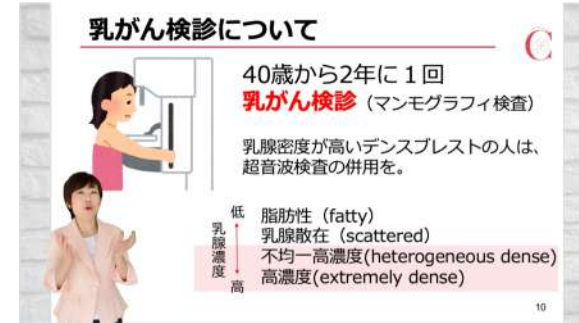 乳がん検診について
C
40歳から2年に1回
乳がん検診（マンモグラフィ検査）
乳腺密度が高いデンスブレストの人は、
超音波検査の併用を。
乳腺濃度
低
高
脂肪性（fatty）
乳腺散在（scattered）
不均一高濃度(heterogeneous dense)
高濃度(extremely dense)
10